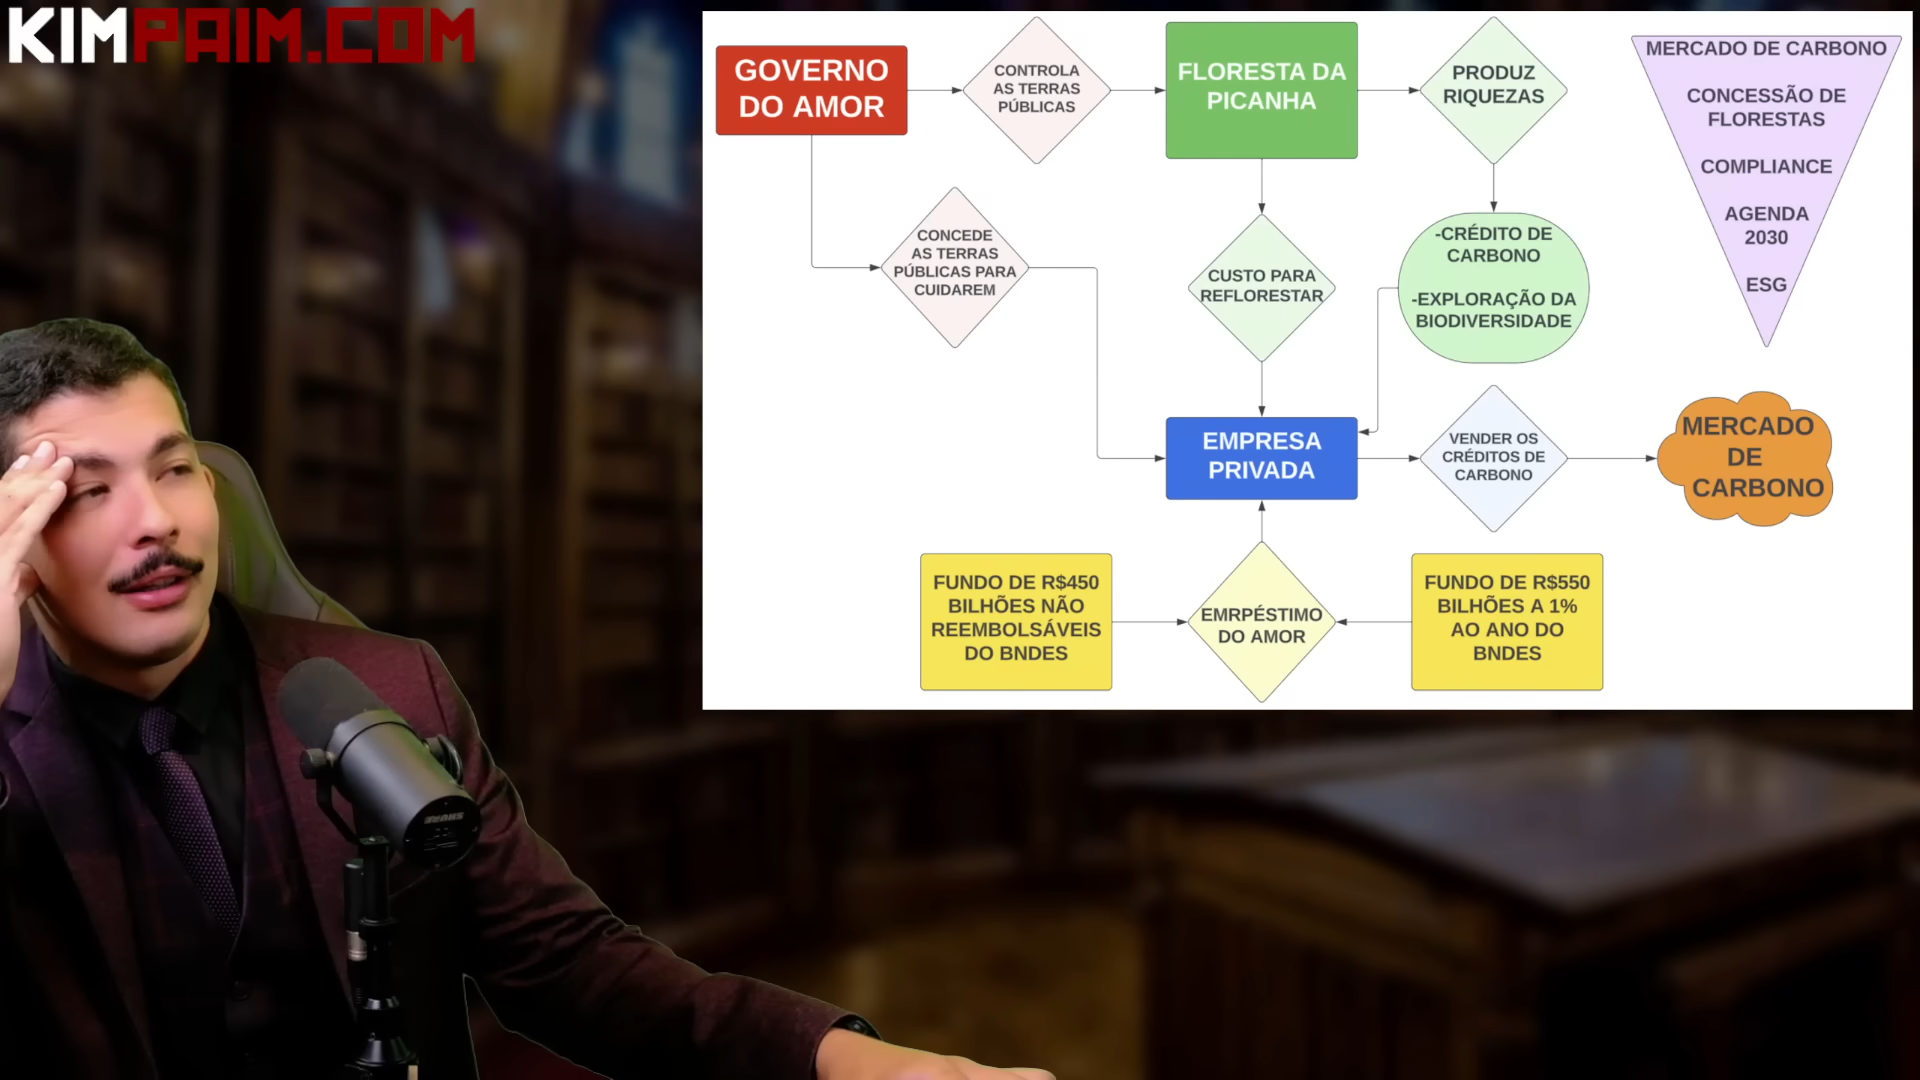 KIMPAIM.COM
GOVERNO
DO AMOR
CONTROLA
AS TERRAS
PÚBLICAS
FLORESTA DA
PICANHA
PRODUZ
RIQUEZAS
MERCADO DE CARBONO
CONCESSÃO DE
FLORESTAS
COMPLIANCE
AGENDA
2030
ESG
CONCEDE
AS TERRAS
PÚBLICAS PARA
CUIDAREM
CUSTO PARA
REFLORESTAR
-CRÉDITO DE
CARBONO
-EXPLORAÇÃO DA
BIODIVERSIDADE
EMPRESA
PRIVADA
VENDER OS
CRÉDITOS DE
CARBONO
MERCADO
DE
CARBONO
FUNDO DE R$450
BILHÕES NÃO
REEMBOLSÁVEIS
DO BNDES
EMRPÉSTIMO
DO AMOR
FUNDO DE R$550
BILHÕES A 1%
AO ANO DO
BNDES
SHURE